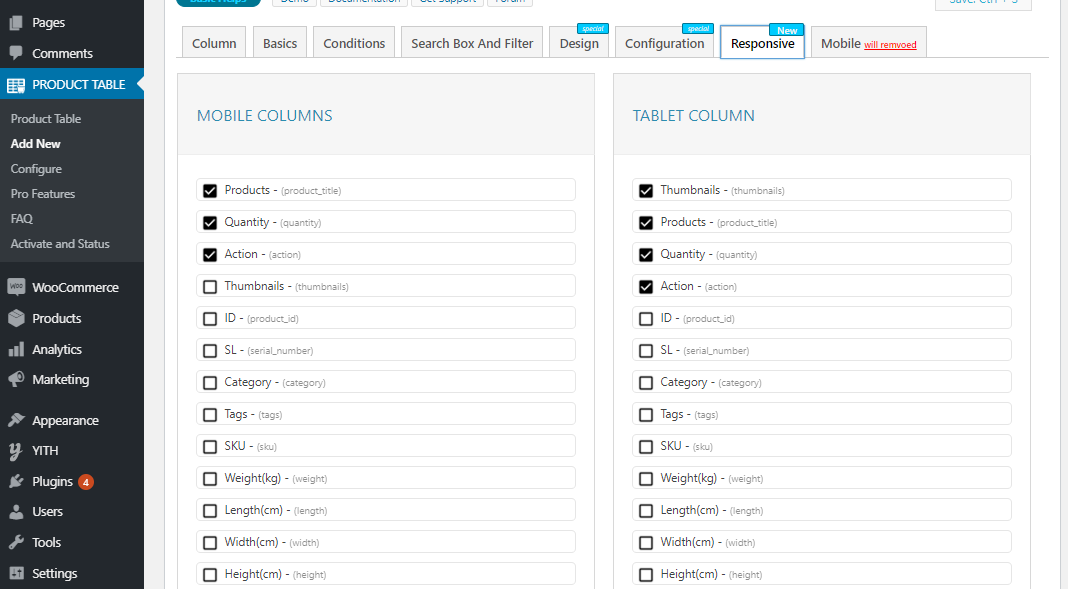 Pages
Comments
PRODUCT TABLE
Product Table
Add New
Configure
Pro Features
FAQ
Activate and Status
WooCommerce
Products
Analytics
Marketing
Appearance
YITH
Plugins 4
Users
Tools
Settings
Basic Helps Demo Documentation Get Support Forum
Save: Ctrl + S
Column Basics Conditions Search Box And Filter Design special Configuration special Responsive New Mobile will remvoed
MOBILE COLUMNS
Products - (product_title)
Quantity - (quantity)
Action - (action)
Thumbnails - (thumbnails)
ID - (product_id)
SL - (serial_number)
Category - (category)
Tags - (tags)
SKU - (sku)
Weight(kg) - (weight)
Length(cm) - (length)
Width(cm) - (width)
Height(cm) - (height)
TABLET COLUMN
Thumbnails - (thumbnails)
Products - (product_title)
Quantity - (quantity)
Action - (action)
ID - (product_id)
SL - (serial_number)
Category - (category)
Tags - (tags)
SKU - (sku)
Weight(kg) - (weight)
Length(cm) - (length)
Width(cm) - (width)
Height(cm) - (height)